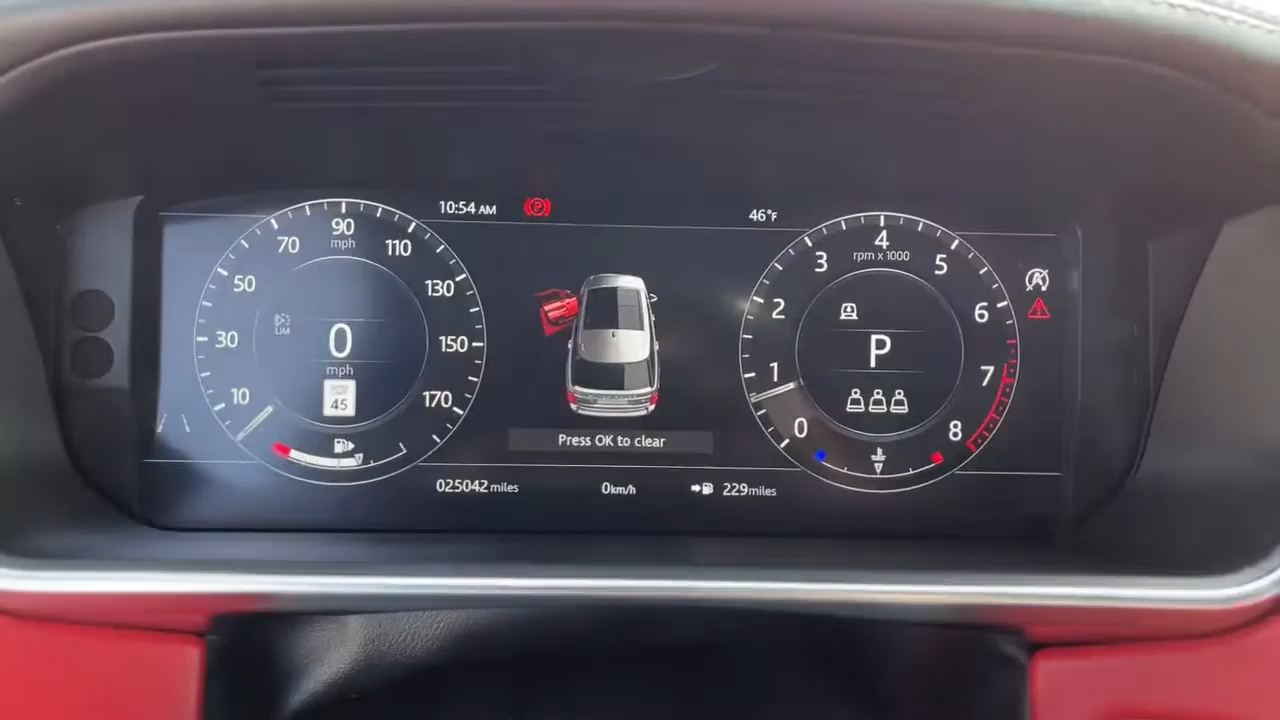 10:54 AM
P
46°F
10
30
50
70
90
mph
110
130
150
170
LIM
0
mph
45
Press OK to clear
0
1
2
3
4
rpm x 1000
5
6
7
8
P
A
025042 miles
0km/h
229miles